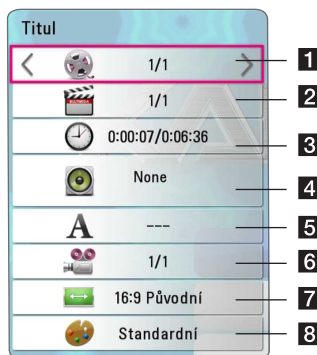 Titul
1/1 1
1/1 2
0:00:07/0:06:36 3
None 4
A --- 5
1/1 6
16:9 Původní 7
Standardní 8